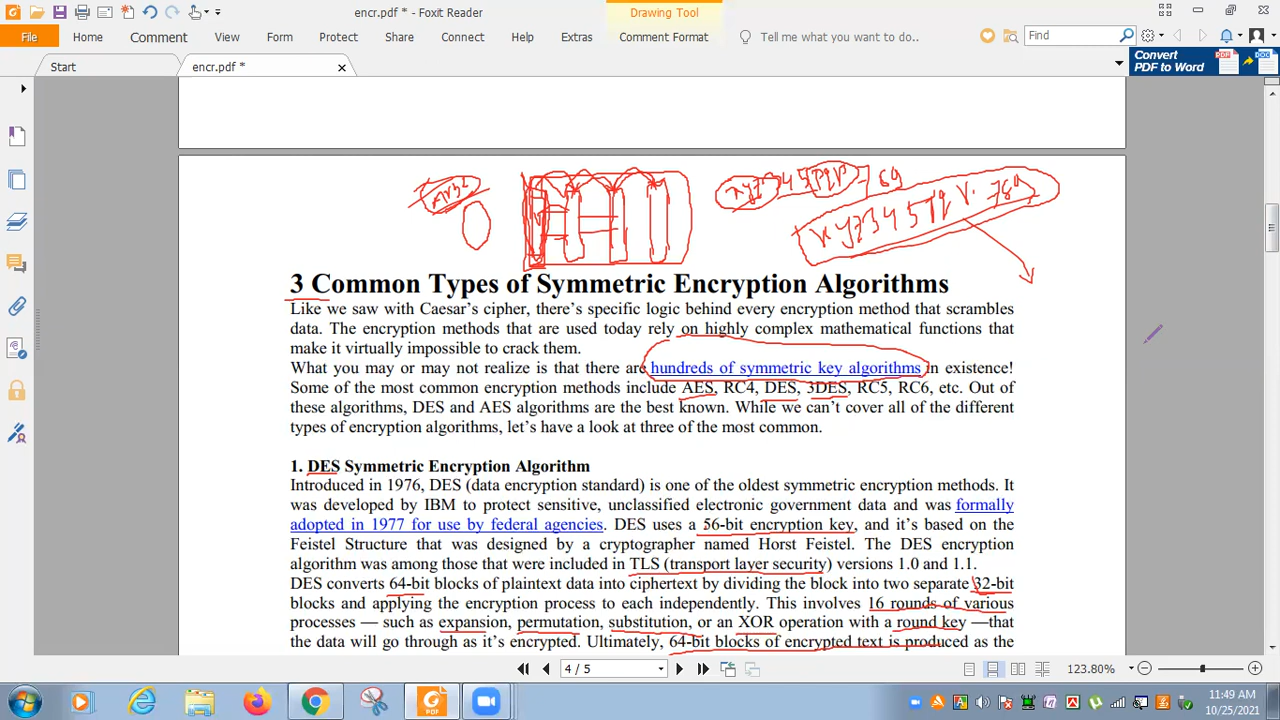 encr.pdf * - Foxit Reader
Drawing Tool
File Home Comment View Form Protect Share Connect Help Extras Comment Format Tell me what you want to do.. Find
Start encr.pdf *
Convert
PDF to Word
3 Common Types of Symmetric Encryption Algorithms
Like we saw with Caesar's cipher, there's specific logic behind every encryption method that scrambles
data. The encryption methods that are used today rely on highly complex mathematical functions that
make it virtually impossible to crack them.
What you may or may not realize is that there are hundreds of symmetric key algorithms in existence!
Some of the most common encryption methods include AES, RC4, DES, 3DES, RC5, RC6, etc. Out of
these algorithms, DES and AES algorithms are the best known. While we can't cover all of the different
types of encryption algorithms, let's have a look at three of the most common.
1. DES Symmetric Encryption Algorithm
Introduced in 1976, DES (data encryption standard) is one of the oldest symmetric encryption methods. It
was developed by IBM to protect sensitive, unclassified electronic government data and was formally
adopted in 1977 for use by federal agencies. DES uses a 56-bit encryption key, and it's based on the
Feistel Structure that was designed by a cryptographer named Horst Feistel. The DES encryption
algorithm was among those that were included in TLS (transport layer security) versions 1.0 and 1.1.
DES converts 64-bit blocks of plaintext data into ciphertext by dividing the block into two separate 32-bit
blocks and applying the encryption process to each independently. This involves 16 rounds of various
processes — such as expansion, permutation, substitution, or an XOR operation with a round key —that
the data will go through as it's encrypted. Ultimately, 64-bit blocks of encrypted text is produced as the
4 / 5 123.80%
11:49 AM
10/25/2021